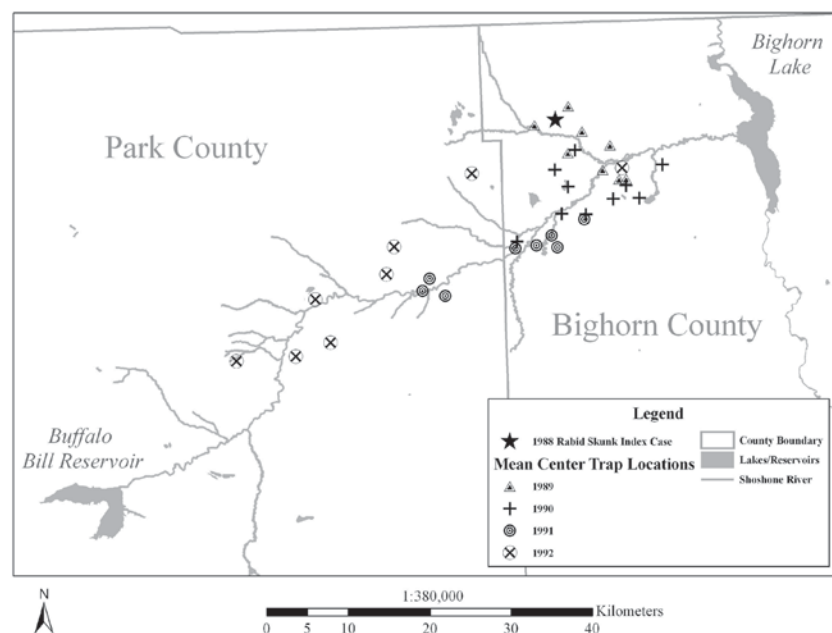 Bighorn
Lake
Park County
Bighorn County
Buffalo
Bill Reservoir
Legend
1988 Rabid Skunk Index Case
Mean Center Trap Locations
1989
1990
1991
1992
County Boundary
Lakes/Reservoirs
Shoshone River
N
1:380,000
Kilometers
0 5 10 20 30 40